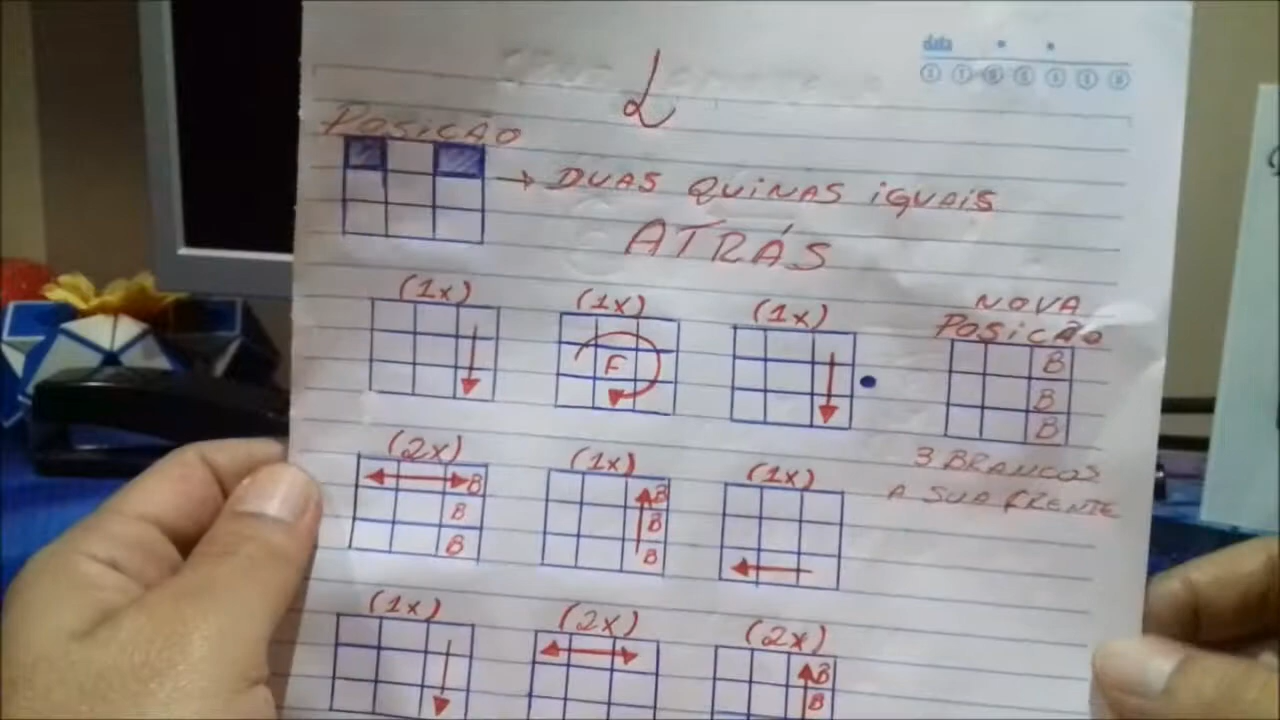 data
L
POSIÇÃO
→ DUAS QUINAS IGUAIS
ATRÁS
(1x) (1x) (1x) NOVA
POSIÇÃO
F
B
B
B
3 BRANCOS
A SUA FRENTE
(2x) (1x) (1x)
B B
B B
B B
(1x) (2x) (2x)
B
B